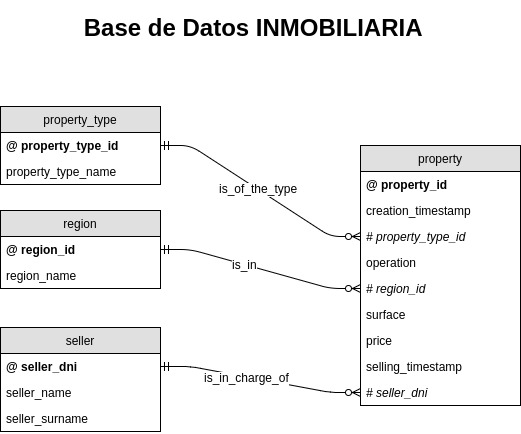 Base de Datos INMOBILIARIA
property_type
@ property_type_id
property_type_name
region
@ region_id
region_name
seller
@ seller_dni
seller_name
seller_surname
is_of_the_type
is_in
is_in_charge_of
property
@ property_id
creation_timestamp
# property_type_id
operation
# region_id
surface
price
selling_timestamp
# seller_dni